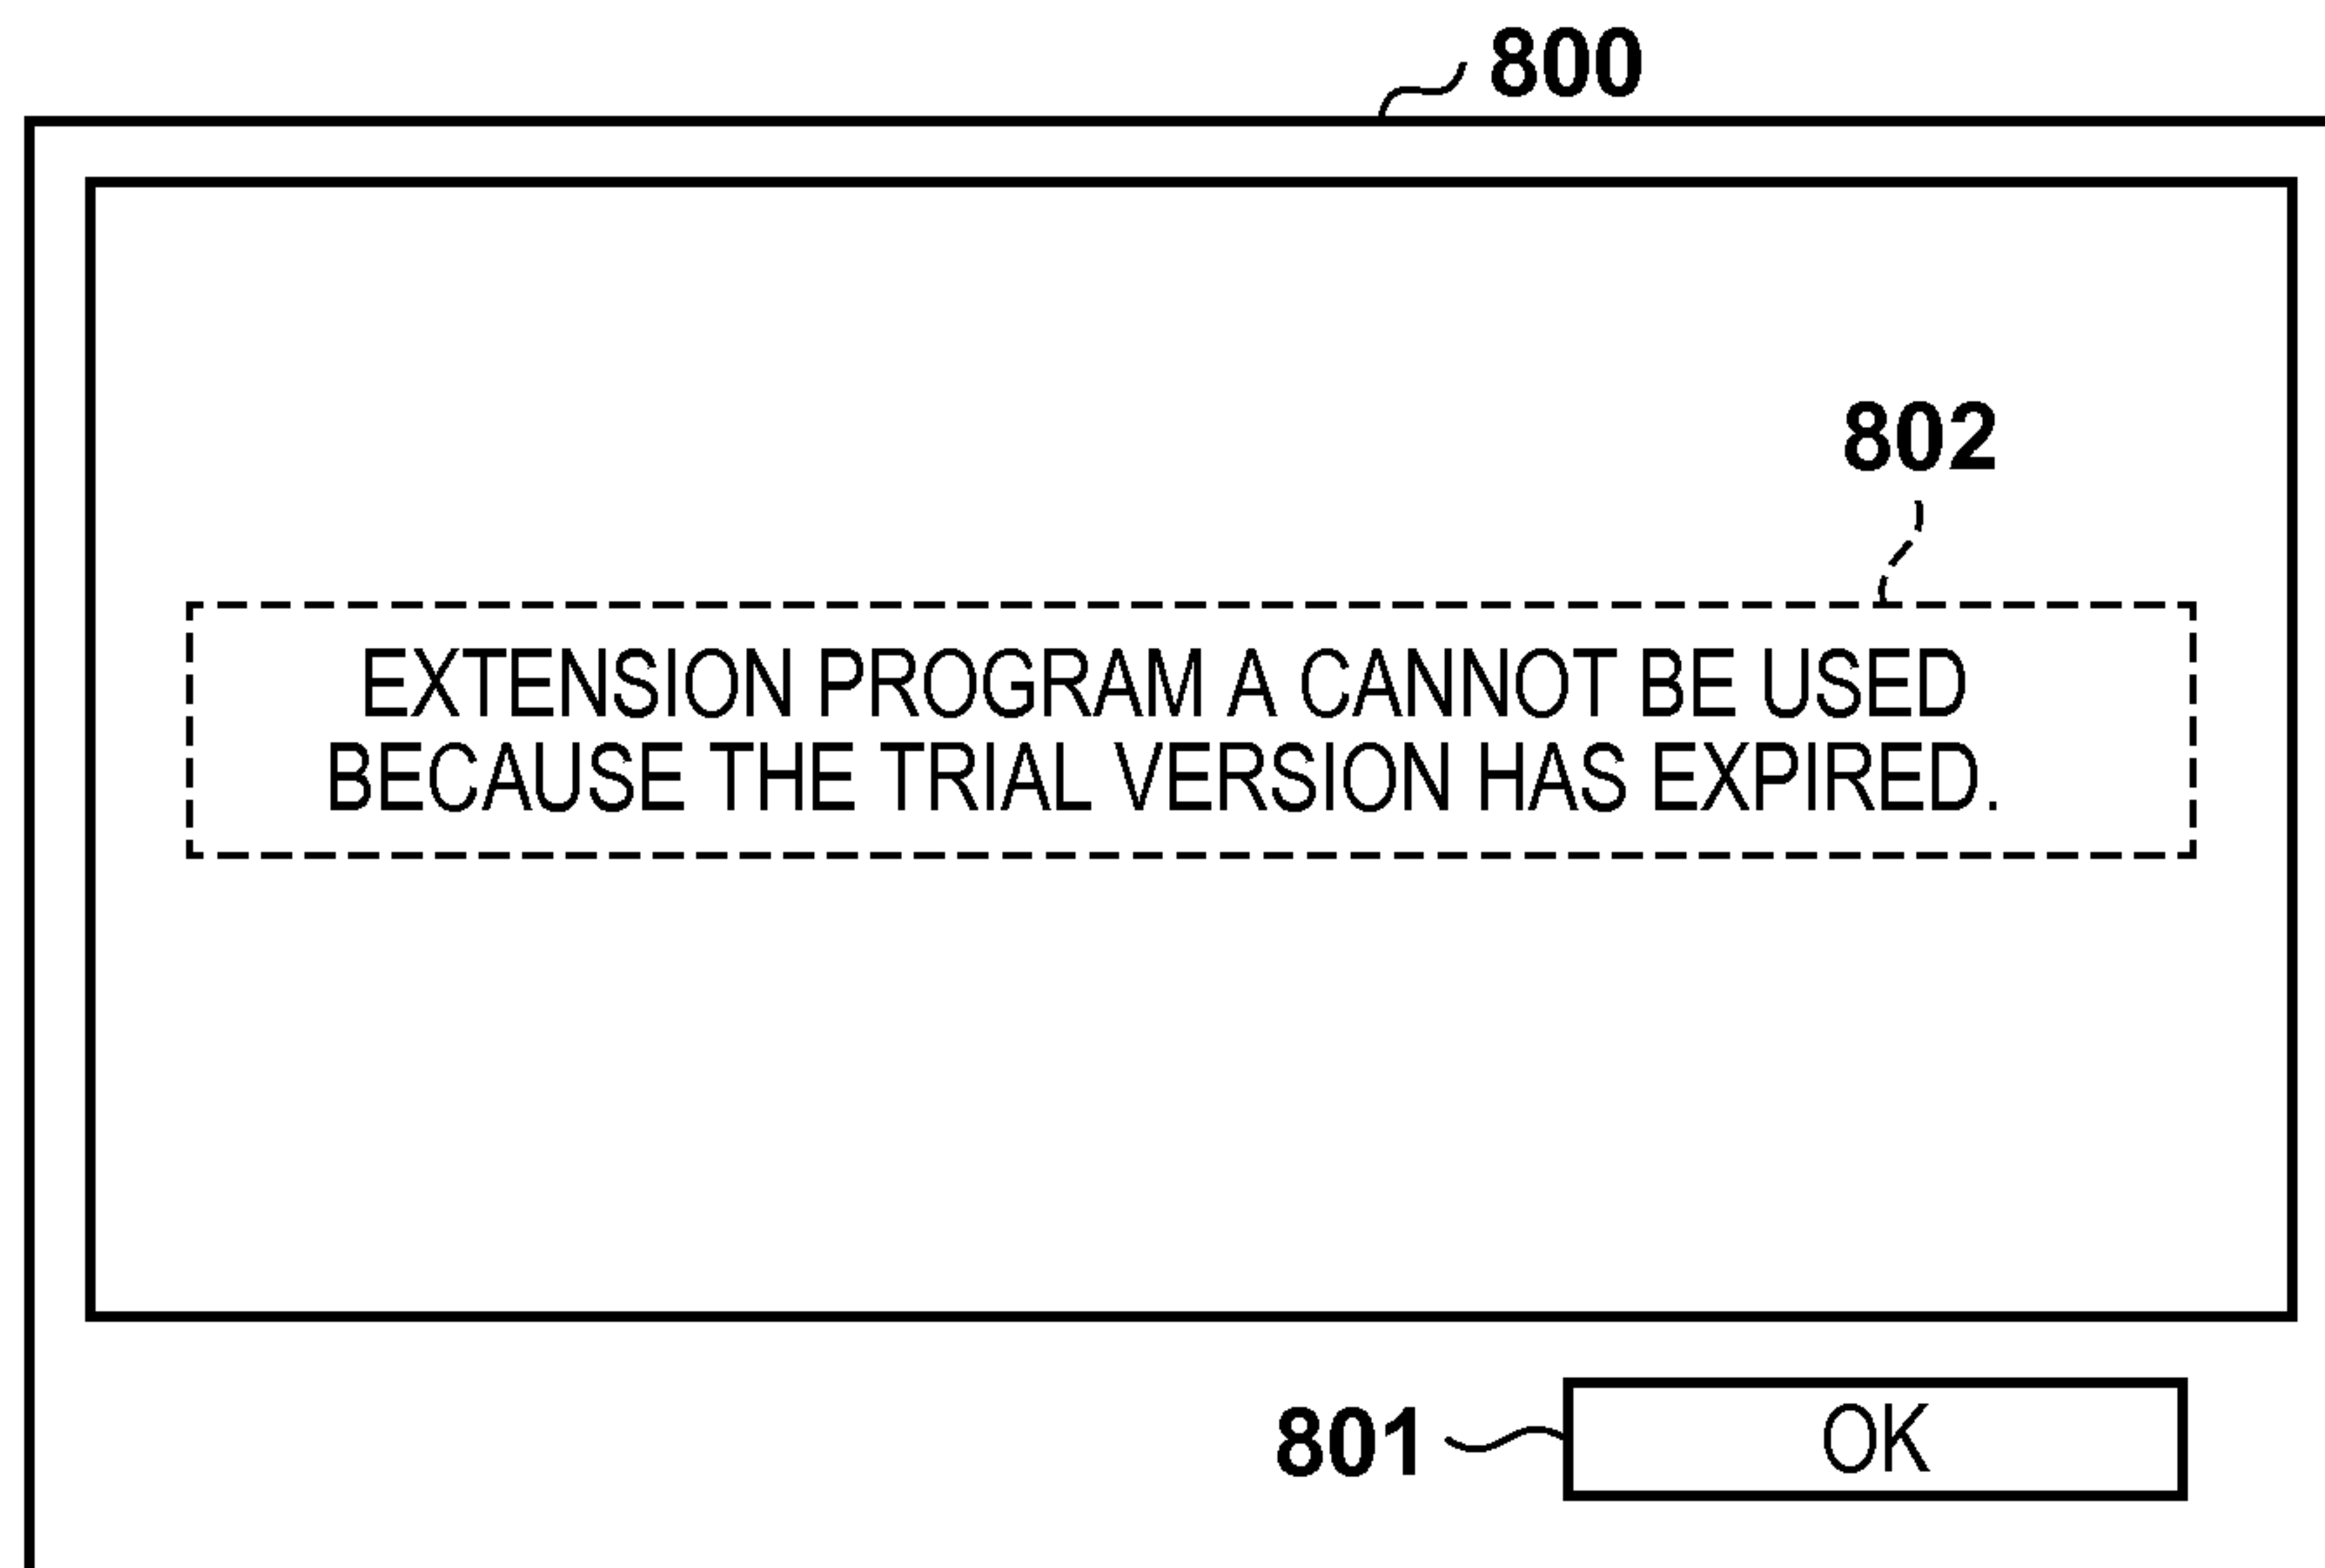 800
802
EXTENSION PROGRAM A CANNOT BE USED
BECAUSE THE TRIAL VERSION HAS EXPIRED.
801
OK